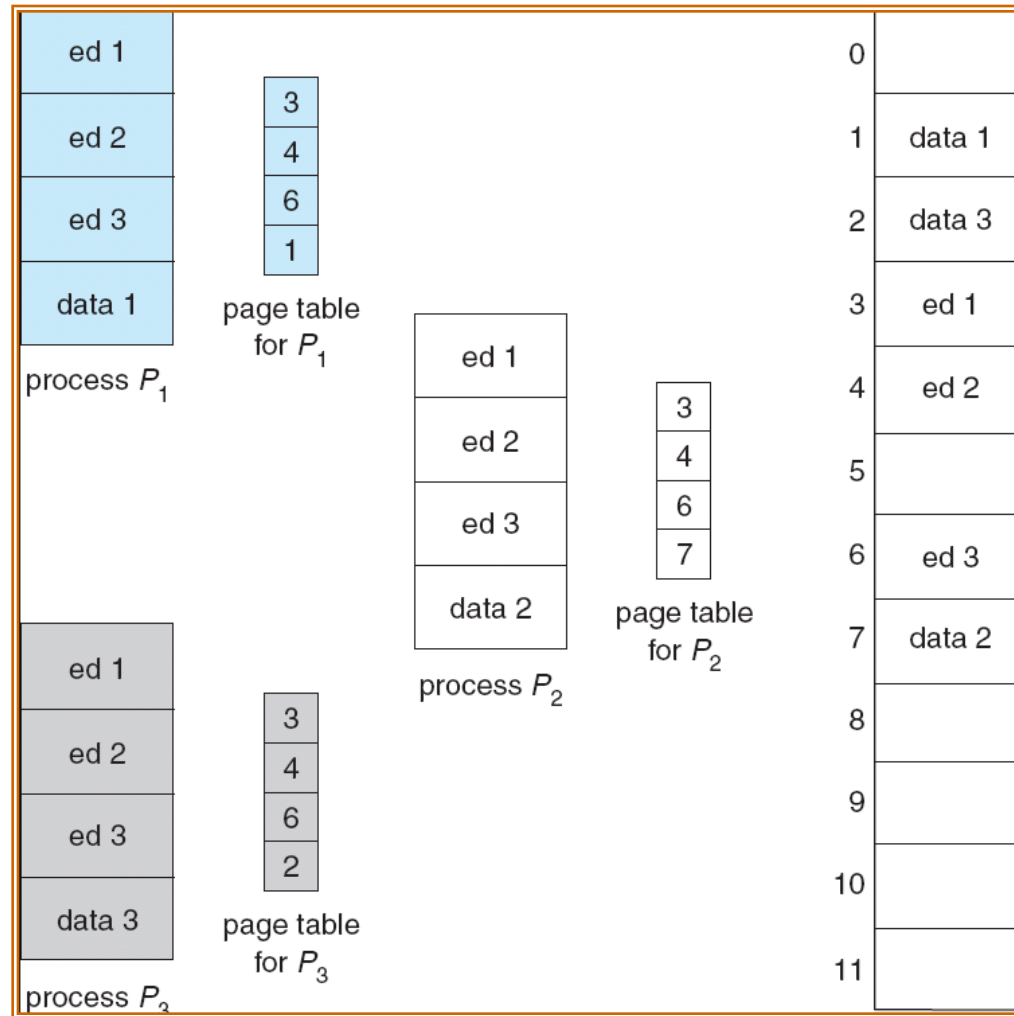 ed 1
ed 2
ed 3
data 1
process P1
3
4
6
1
page table
for P1
ed 1
ed 2
ed 3
data 2
process P2
3
4
6
7
page table
for P2
ed 1
ed 2
ed 3
data 3
process P3
3
4
6
2
page table
for P3
0
1 data 1
2 data 3
3 ed 1
4 ed 2
5
6 ed 3
7 data 2
8
9
10
11